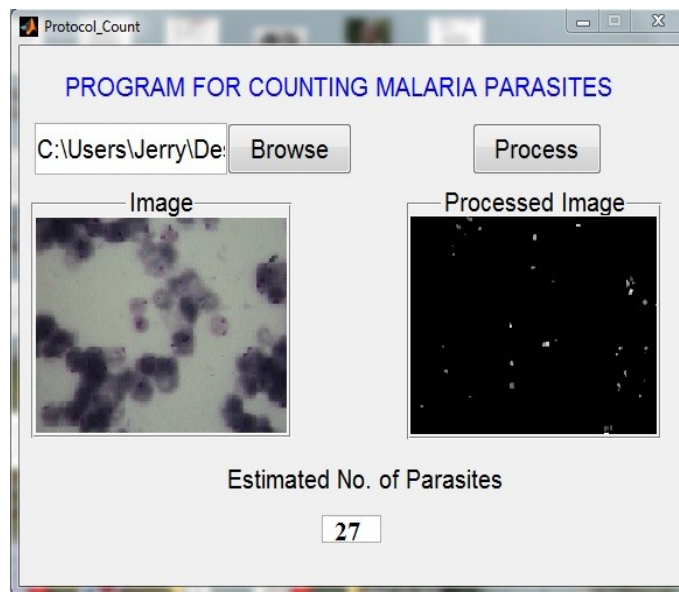 Protocol_Count
PROGRAM FOR COUNTING MALARIA PARASITES
C:\Users\Jerry\De
Browse
Process
Image
Processed Image
Estimated No. of Parasites
27